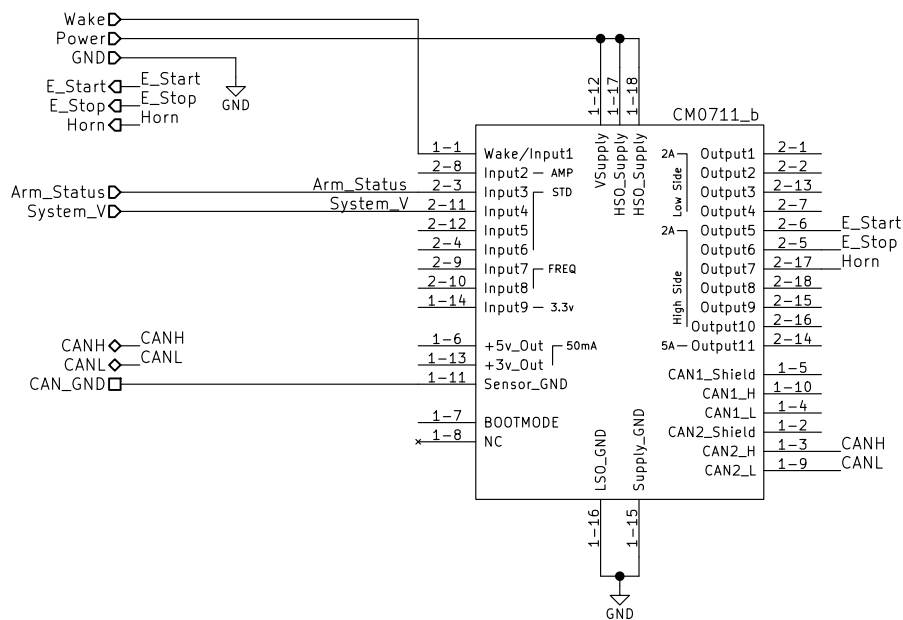 Wake
Power
GND
E_Start E_Start
E_Stop E_Stop
Horn Horn
GND
1-12
1-17
1-18
CM0711_b
VSupply
HSO_Supply
HSO_Supply
1-1 Wake/Input1
2-8 Input2 AMP
Arm_Status Arm_Status 2-3 Input3 STD
System_V System_V 2-11 Input4
2-12 Input5
2-4 Input6
2-9 Input7 FREQ
2-10 Input8
1-14 Input9 3.3v
CANH CANH 1-6 +5v_Out 50mA
CANL CANL 1-13 +3v_Out
CAN_GND 1-11 Sensor_GND
1-7 BOOTMODE
1-8 NC
2A Output1 2-1
Output2 2-2
Low Side
Output3 2-13
Output4 2-7
2A Output5 2-6 E_Start
Output6 2-5 E_Stop
Output7 2-17 Horn
High Side
Output8 2-18
Output9 2-15
Output10 2-16
5A Output11 2-14
CAN1_Shield 1-5
CAN1_H 1-10
CAN1_L 1-4
CAN2_Shield 1-2
CAN2_H 1-3 CANH
CAN2_L 1-9 CANL
LSO_GND
Supply_GND
1-16
1-15
GND